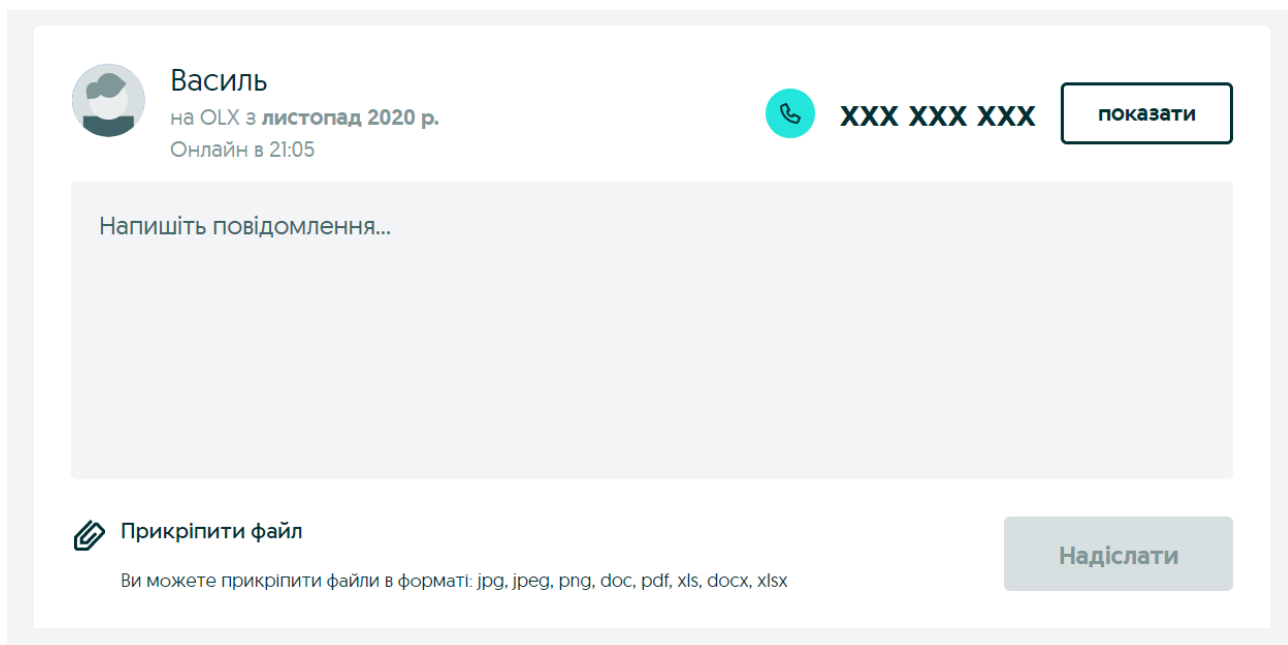 Василь
на OLX з листопад 2020 р.
Онлайн в 21:05
xxx xxx xxx
показати
Напишіть повідомлення...
Прикріпити файл
Ви можете прикріпити файли в форматі: jpg, jpeg, png, doc, pdf, xls, docx, xlsx
Надіслати